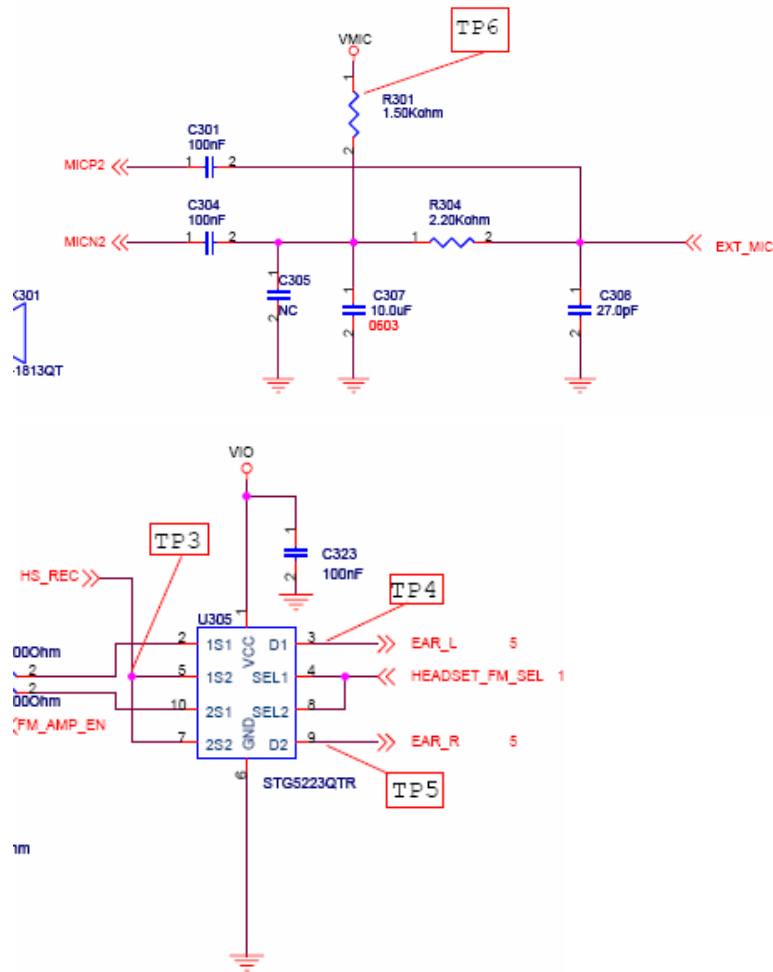 VMIC
TP6
1
R301
1.50Kohm
2
C301
100nF
MICP2
1
2
C304
100nF
MICN2
1
2
R304
2.20Kohm
1
2
EXT_MIC
1
C305
NC
2
1
C307
10.0uF
0603
2
1
C308
27.0pF
2
X301
-1813QT
VIO
TP3
1
C323
100nF
2
TP4
HS_REC
U305
1
2
1S1
VCC
D1
3
EAR_L
5
00Ohm
2
5
1S2
SEL1
4
HEADSET_FM_SEL
1
2
00Ohm
10
2S1
SEL2
8
FM_AMP_EN
7
2S2
GND
D2
9
EAR_R
5
6
STG5223QTR
TP5
hm